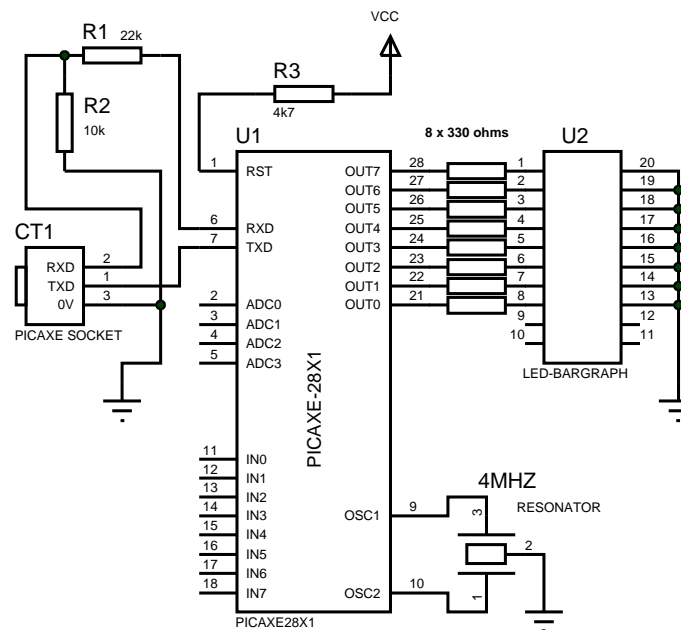 VCC
R1 22k
R3
4k7
R2
10k
8 x 330 ohms
U1
U2
CT1
RXD 2
TXD 1
0V 3
PICAXE SOCKET
1 RST
6 RXD
7 TXD
2 ADC0
3 ADC1
4 ADC2
5 ADC3
11 IN0
12 IN1
13 IN2
14 IN3
15 IN4
16 IN5
17 IN6
18 IN7
PICAXE-28X1
OUT7 28 1 20
OUT6 27 2 19
OUT5 26 3 18
OUT4 25 4 17
OUT3 24 5 16
OUT2 23 6 15
OUT1 22 7 14
OUT0 21 8 13
9 12
10 11
LED-BARGRAPH
4MHZ
RESONATOR
OSC1 9
3
2
1
OSC2 10
PICAXE28X1